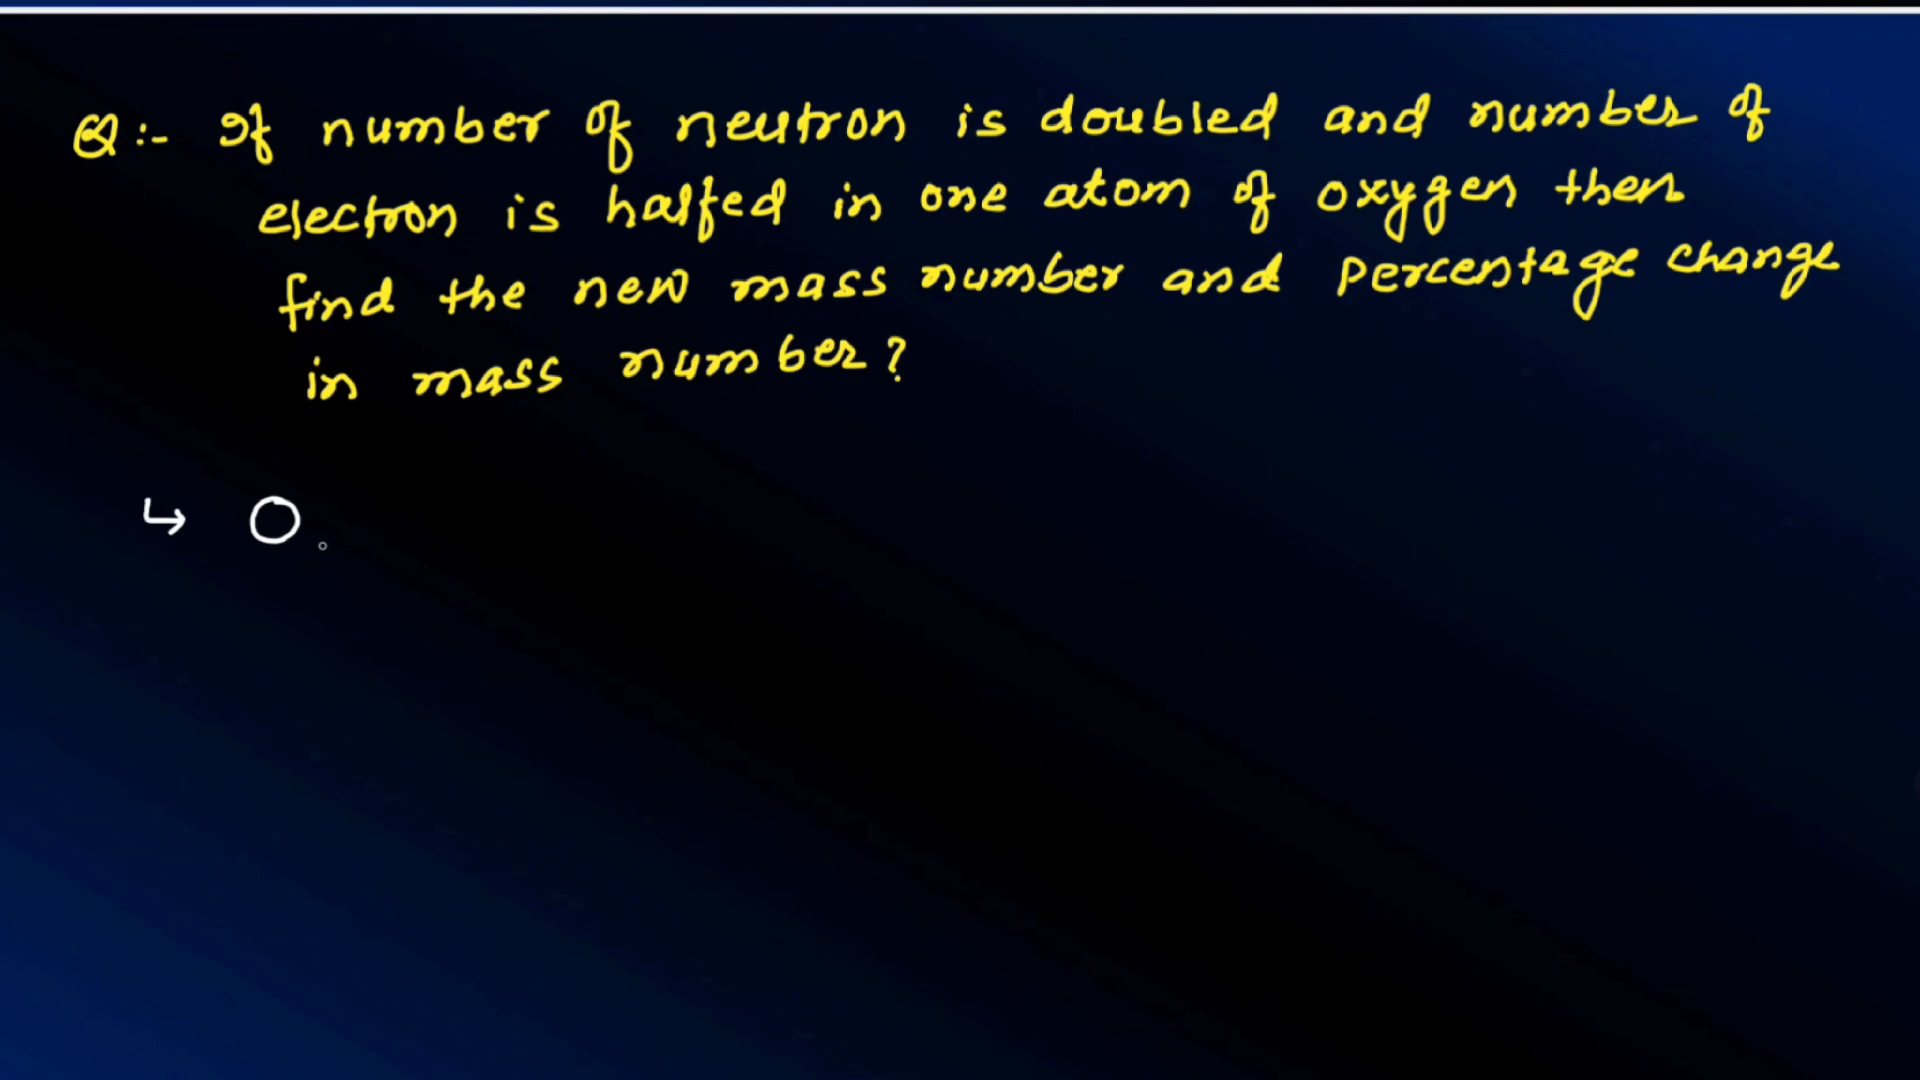 Q:- If number of neutron is doubled and number of
electron is halfed in one atom of oxygen then
find the new mass number and percentage change
in mass number?
↳ O